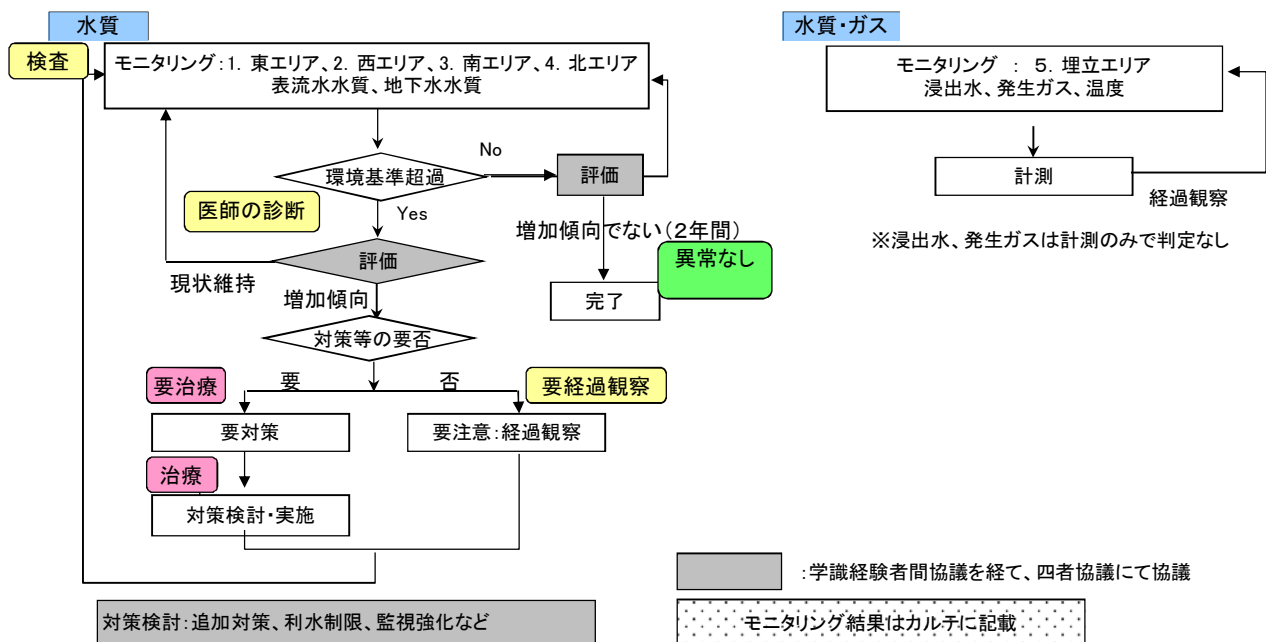 水質
検査
モニタリング:1. 東エリア、2. 西エリア、3. 南エリア、4. 北エリア
表流水水質、地下水水質
環境基準超過
No
評価
医師の診断
Yes
増加傾向でない(2年間)
異常なし
評価
現状維持
完了
増加傾向
対策等の要否
要治療
要
否
要経過観察
要対策
要注意:経過観察
治療
対策検討・実施
対策検討:追加対策、利水制限、監視強化など
水質・ガス
モニタリング : 5. 埋立エリア
浸出水、発生ガス、温度
計測
経過観察
※浸出水、発生ガスは計測のみで判定なし
:学識経験者間協議を経て、四者協議にて協議
モニタリング結果はカルテに記載